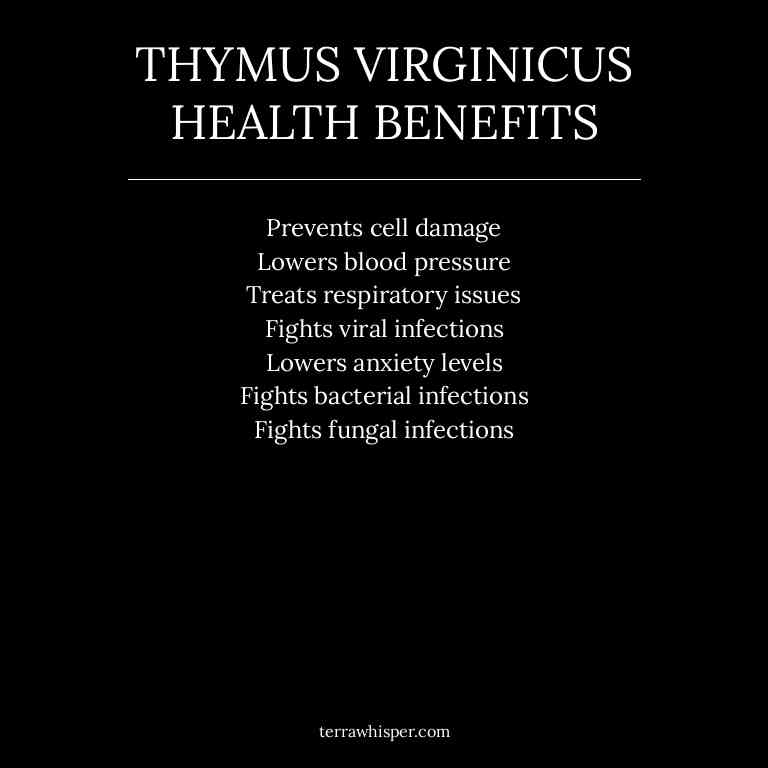 THYMUS VIRGINICUS
HEALTH BENEFITS
Prevents cell damage
Lowers blood pressure
Treats respiratory issues
Fights viral infections
Lowers anxiety levels
Fights bacterial infections
Fights fungal infections
terrawhisper.com